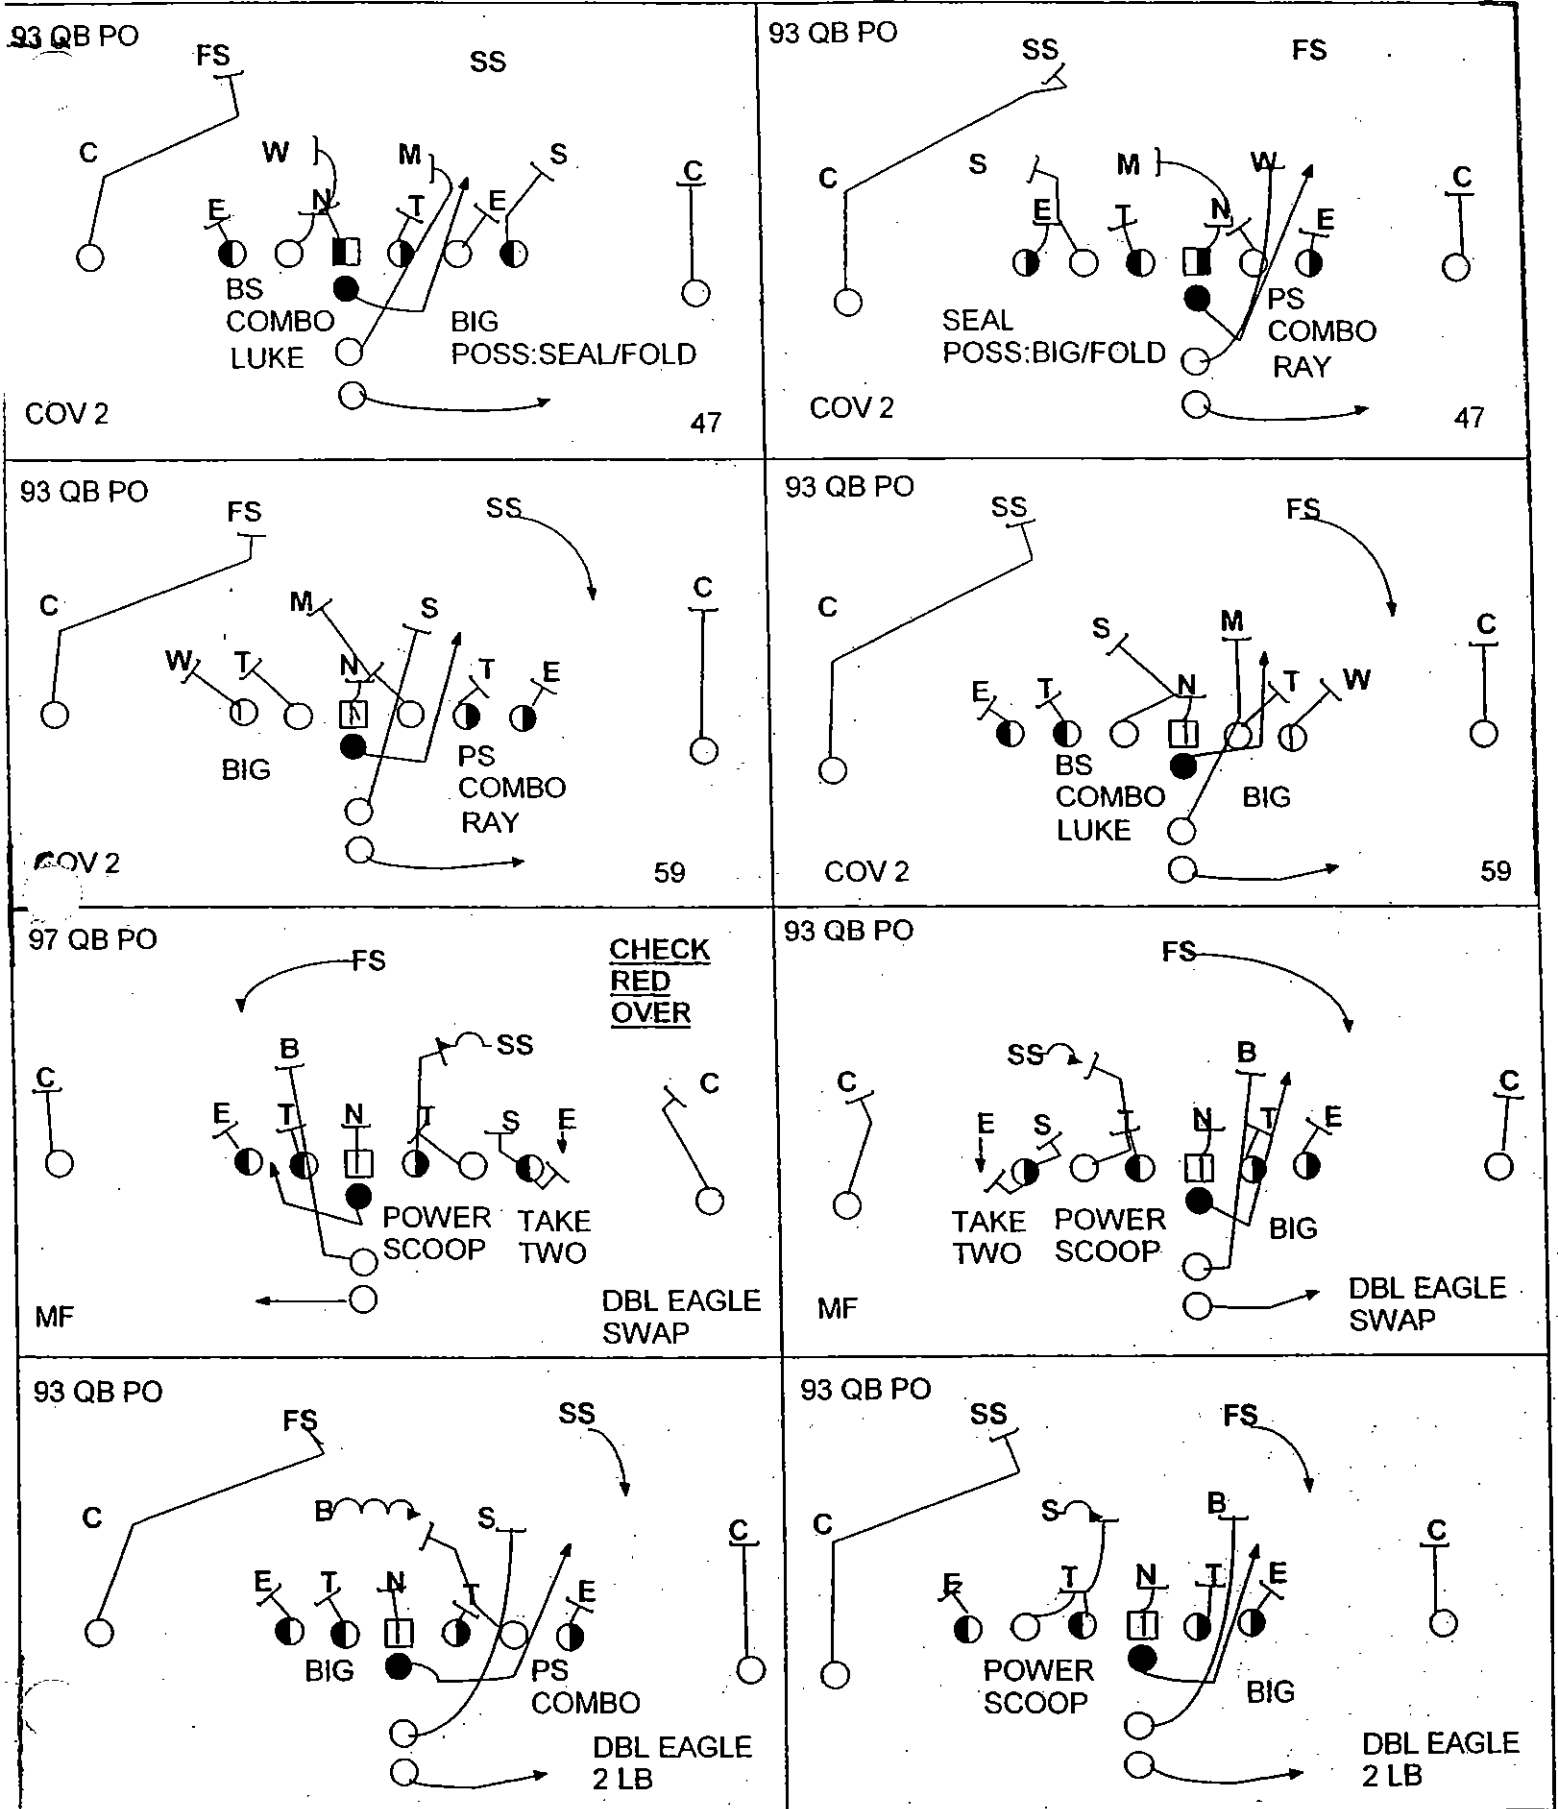 93 QB PO
FS
SS
C
W
M
S
C
E
N
T
E
BS
COMBO
LUKE
BIG
POSS:SEAL/FOLD
COV 2
47
93 QB PO
SS
FS
C
S
M
W
C
E
T
N
E
SEAL
POSS:BIG/FOLD
PS
COMBO
RAY
COV 2
47
93 QB PO
FS
SS
C
M
S
C
W
T
N
T
E
BIG
PS
COMBO
RAY
COV 2
59
93 QB PO
SS
FS
C
S
M
C
E
T
N
T
W
BS
COMBO
LUKE
BIG
COV 2
59
97 QB PO
FS
CHECK
RED
OVER
B
SS
C
C
E
T
N
T
S
E
POWER
SCOOP
TAKE
TWO
MF
DBL EAGLE
SWAP
93 QB PO
FS
SS
B
C
C
E
S
T
N
T
E
TAKE
TWO
POWER
SCOOP
BIG
MF
DBL EAGLE
SWAP
93 QB PO
FS
SS
C
B
S
C
E
T
N
T
E
BIG
PS
COMBO
DBL EAGLE
2 LB
93 QB PO
SS
FS
C
S
B
C
E
T
N
T
E
POWER
SCOOP
BIG
DBL EAGLE
2 LB